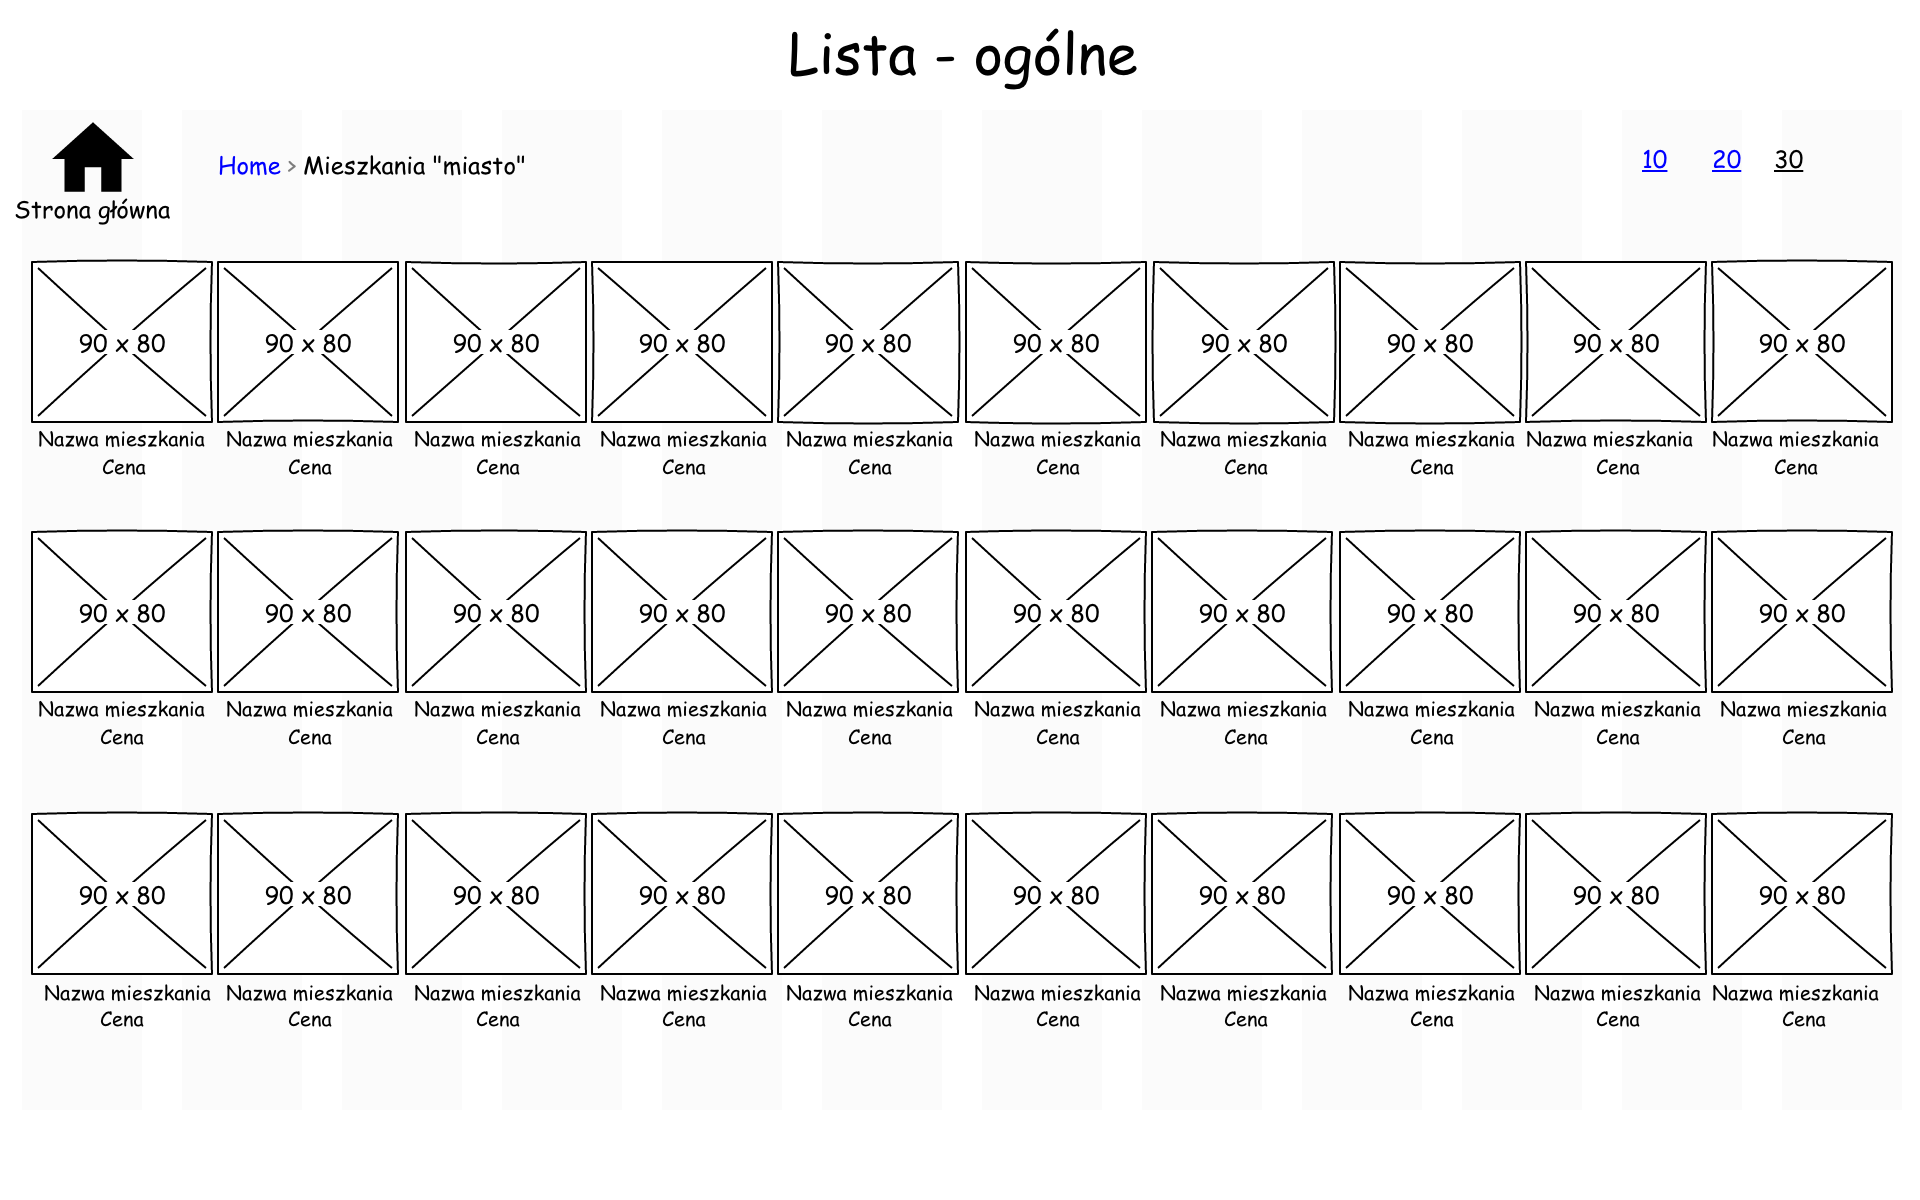 Lista - ogólne
Home > Mieszkania "miasto"
10 20 30
Strona główna
90 x 80 90 x 80 90 x 80 90 x 80 90 x 80 90 x 80 90 x 80 90 x 80 90 x 80 90 x 80
Nazwa mieszkania Nazwa mieszkania Nazwa mieszkania Nazwa mieszkania Nazwa mieszkania Nazwa mieszkania Nazwa mieszkania Nazwa mieszkania Nazwa mieszkania Nazwa mieszkania
Cena Cena Cena Cena Cena Cena Cena Cena Cena Cena
90 x 80 90 x 80 90 x 80 90 x 80 90 x 80 90 x 80 90 x 80 90 x 80 90 x 80 90 x 80
Nazwa mieszkania Nazwa mieszkania Nazwa mieszkania Nazwa mieszkania Nazwa mieszkania Nazwa mieszkania Nazwa mieszkania Nazwa mieszkania Nazwa mieszkania Nazwa mieszkania
Cena Cena Cena Cena Cena Cena Cena Cena Cena Cena
90 x 80 90 x 80 90 x 80 90 x 80 90 x 80 90 x 80 90 x 80 90 x 80 90 x 80 90 x 80
Nazwa mieszkania Nazwa mieszkania Nazwa mieszkania Nazwa mieszkania Nazwa mieszkania Nazwa mieszkania Nazwa mieszkania Nazwa mieszkania Nazwa mieszkania Nazwa mieszkania
Cena Cena Cena Cena Cena Cena Cena Cena Cena Cena